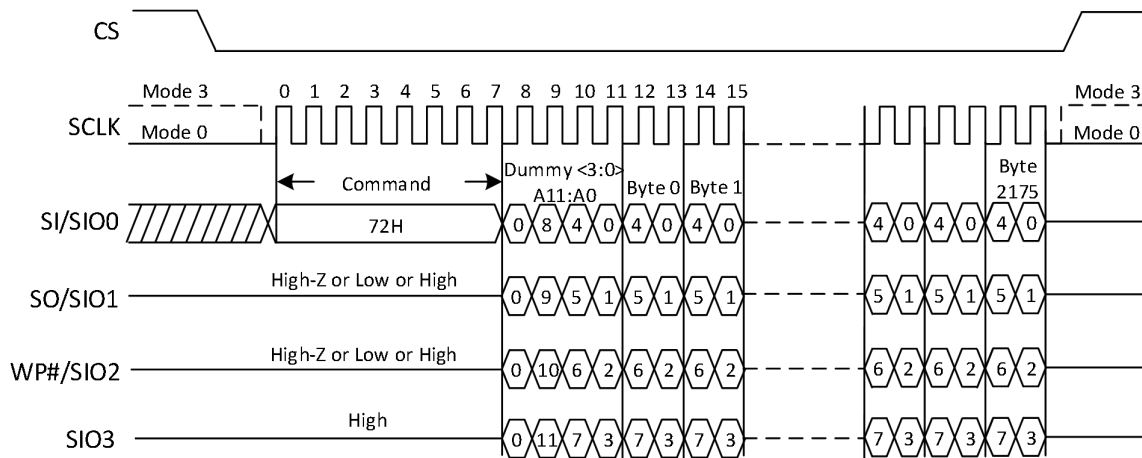 CS
0 1 2 3 4 5 6 7 8 9 10 11 12 13 14 15
Mode 3
Mode 3
SCLK
Mode 0
Mode 0
Dummy <3:0>
Command
A11:A0
Byte 0
Byte 1
Byte
2175
SI/SIO0
72H
0 8 4 0 4 0 4 0
4 0 4 0 4 0
High-Z or Low or High
SO/SIO1
0 9 5 1 5 1 5 1
5 1 5 1 5 1
High-Z or Low or High
WP#/SIO2
0 10 6 2 6 2 6 2
6 2 6 2 6 2
High
SIO3
0 11 7 3 7 3 7 3
7 3 7 3 7 3